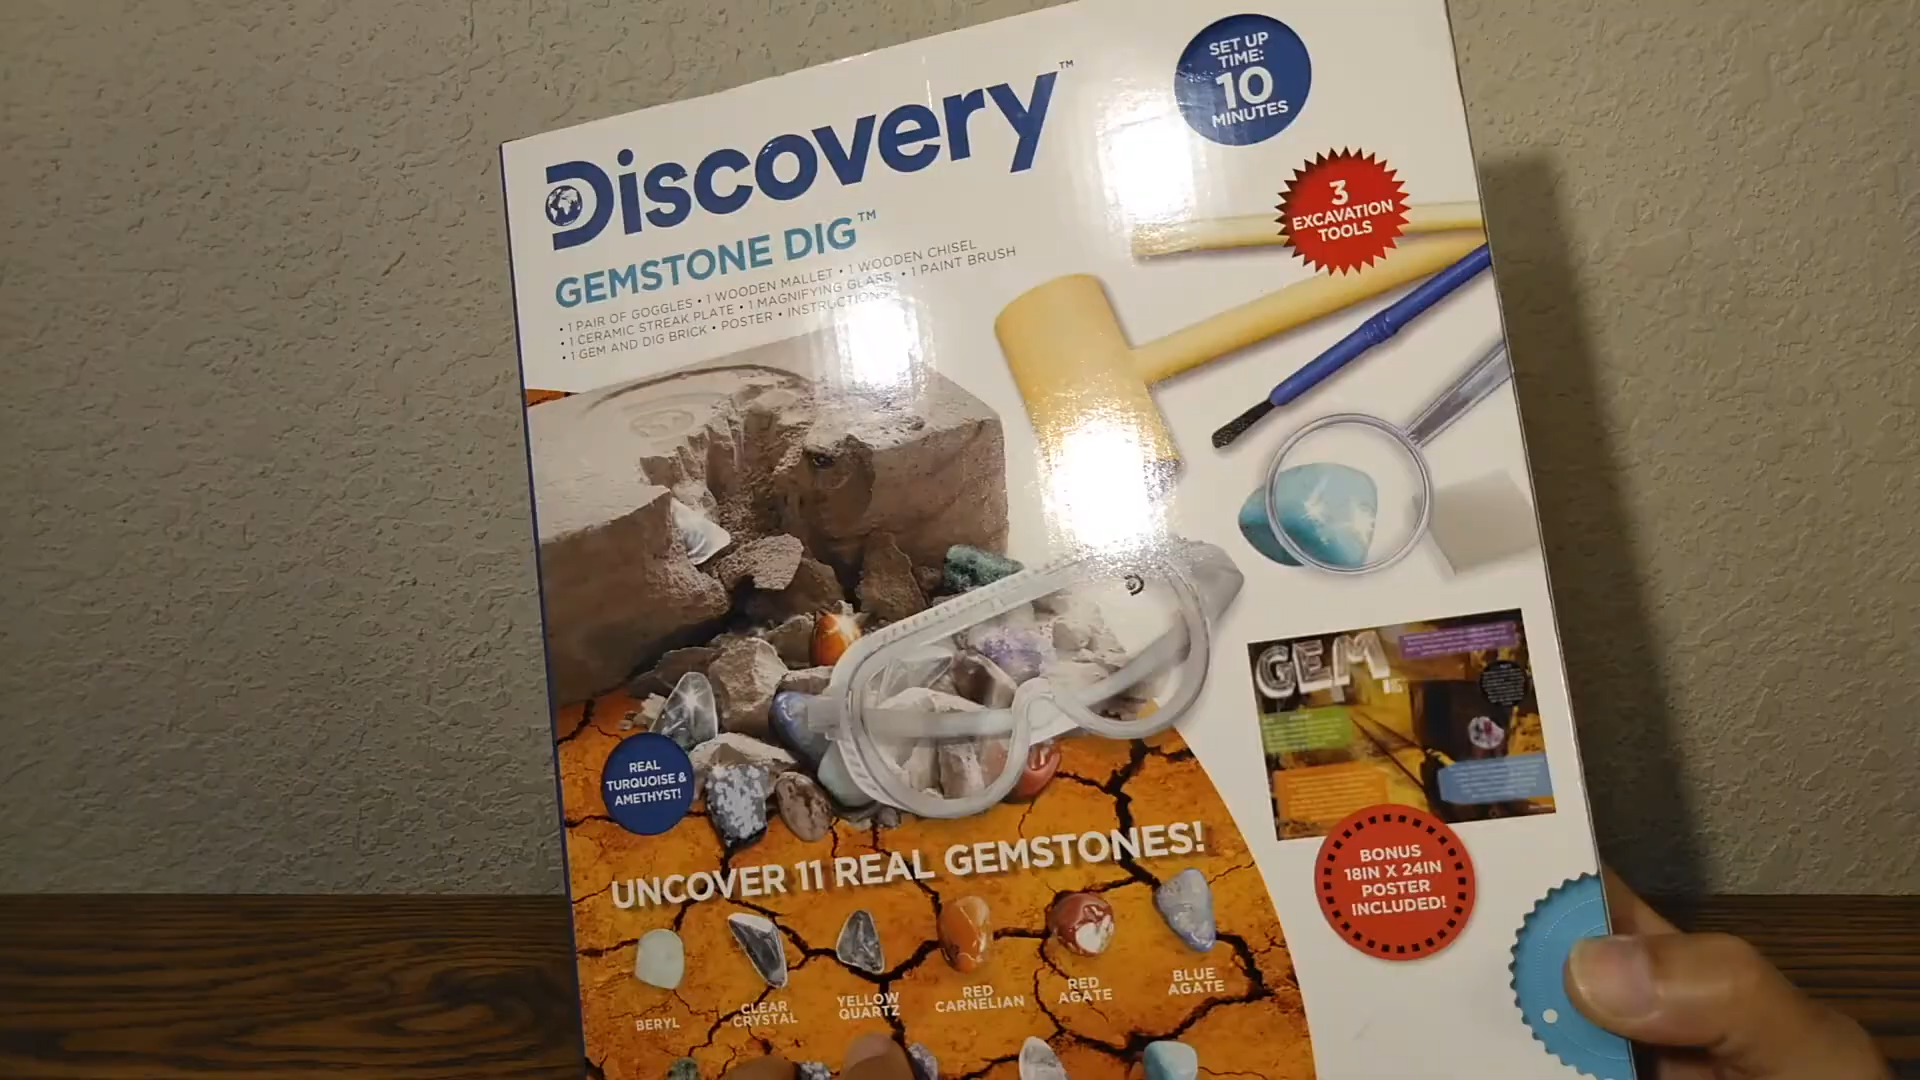 Discovery™
GEMSTONE DIG™
• 1 PAIR OF GOGGLES • 1 WOODEN MALLET • 1 WOODEN CHISEL
• 1 CERAMIC STREAK PLATE • 1 MAGNIFYING GLASS • 1 PAINT BRUSH
• 1 GEM AND DIG BRICK • POSTER • INSTRUCTIONS
SET UP
TIME:
10
MINUTES
3
EXCAVATION
TOOLS
GEM
REAL
TURQUOISE &
AMETHYST!
UNCOVER 11 REAL GEMSTONES!
BONUS
18IN X 24IN
POSTER
INCLUDED!
BERYL
CLEAR
CRYSTAL
YELLOW
QUARTZ
RED
CARNELIAN
RED
AGATE
BLUE
AGATE